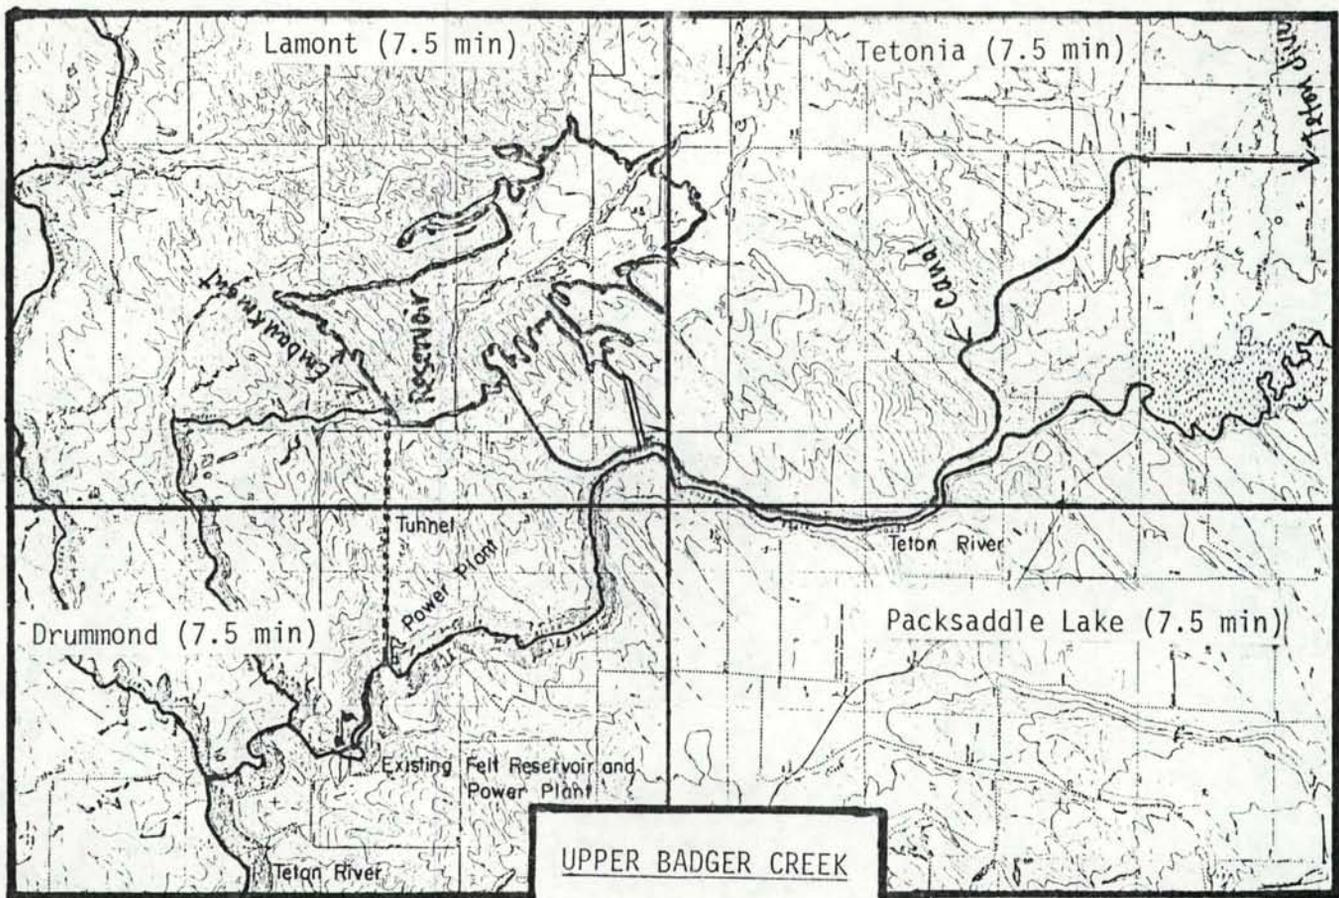 Lamont (7.5 min)
Tetonia (7.5 min)
Teton
Canal
Embankment
Reservoir
Tunnel
Power Plant
Teton River
Drummond (7.5 min)
Packsaddle Lake (7.5 min)
Existing Felt Reservoir and
Power Plant
Teton River
UPPER BADGER CREEK